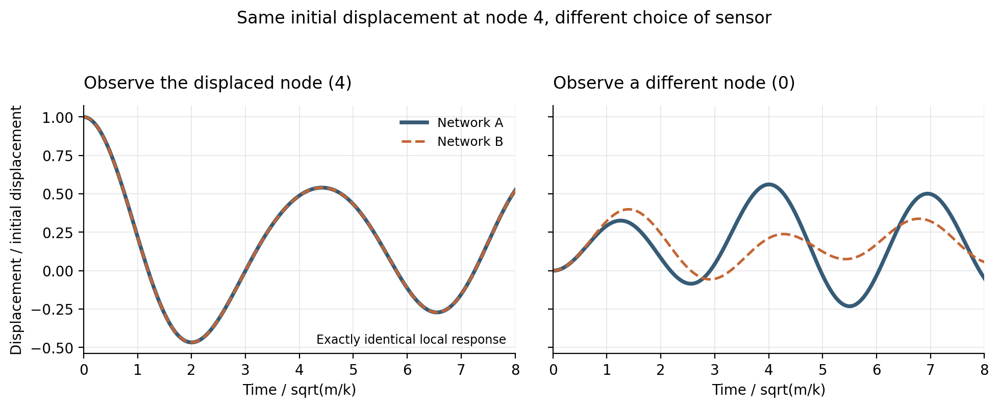 Same initial displacement at node 4, different choice of sensor
Observe the displaced node (4)
Displacement / initial displacement
1.00
0.75
0.50
0.25
0.00
−0.25
−0.50
Network A
Network B
Exactly identical local response
0 1 2 3 4 5 6 7 8
Time / sqrt(m/k)
Observe a different node (0)
0 1 2 3 4 5 6 7 8
Time / sqrt(m/k)